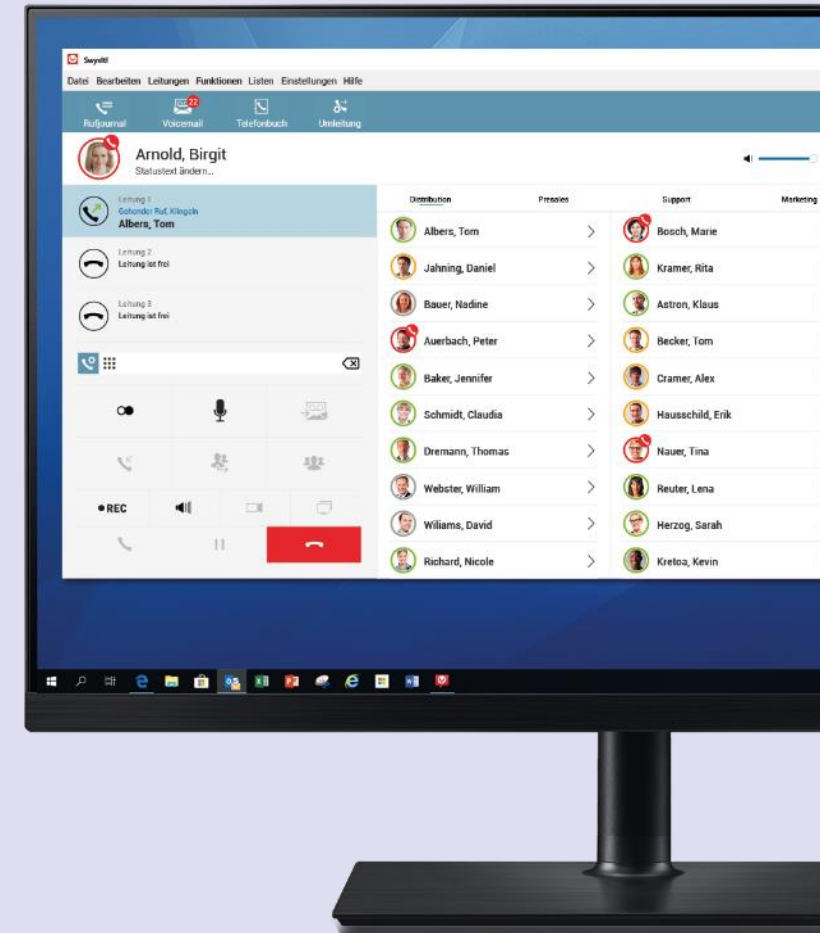 SwyxIt!
Datei Bearbeiten Leitungen Funktionen Listen Einstellungen Hilfe
Rufjournal
22
Voicemail
Telefonbuch
Umleitung
Arnold, Birgit
Statustext ändern...
Leitung 1
Gehender Ruf, Klingeln
Albers, Tom
Leitung 2
Leitung ist frei
Leitung 3
Leitung ist frei
REC
Distribution
Presales
Support
Marketing
Albers, Tom
Jahning, Daniel
Bauer, Nadine
Auerbach, Peter
Baker, Jennifer
Schmidt, Claudia
Dremann, Thomas
Webster, William
Wiliams, David
Richard, Nicole
Bosch, Marie
Kramer, Rita
Astron, Klaus
Becker, Tom
Cramer, Alex
Hausschild, Erik
Nauer, Tina
Reuter, Lena
Herzog, Sarah
Kretoa, Kevin